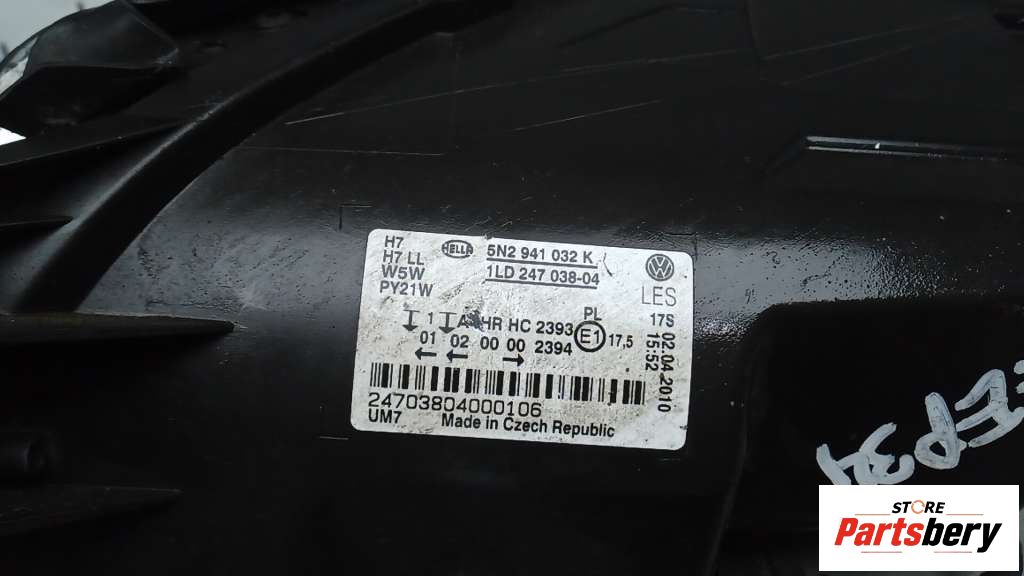 H7
H7 LL
W5W
PY21W
HELLA
5N2 941 032 K
1LD 247 038-04
LES
17S 02.04.2010
15:52
PL
1 A HR HC 2393
E1 17,5
01 02 00 00 2394
24703804000106
UM7 Made in Czech Republic
STORE
Partsbery